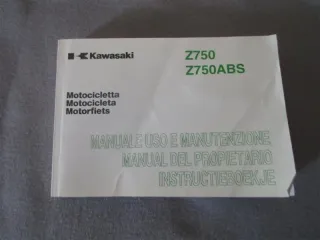 Kawasaki
Z750
Z750ABS
Motocicletta
Motocicleta
Motorfiets
MANUALE USO E MANUTENZIONE
MANUAL DEL PROPIETARIO
INSTRUCTIEBOEKJE